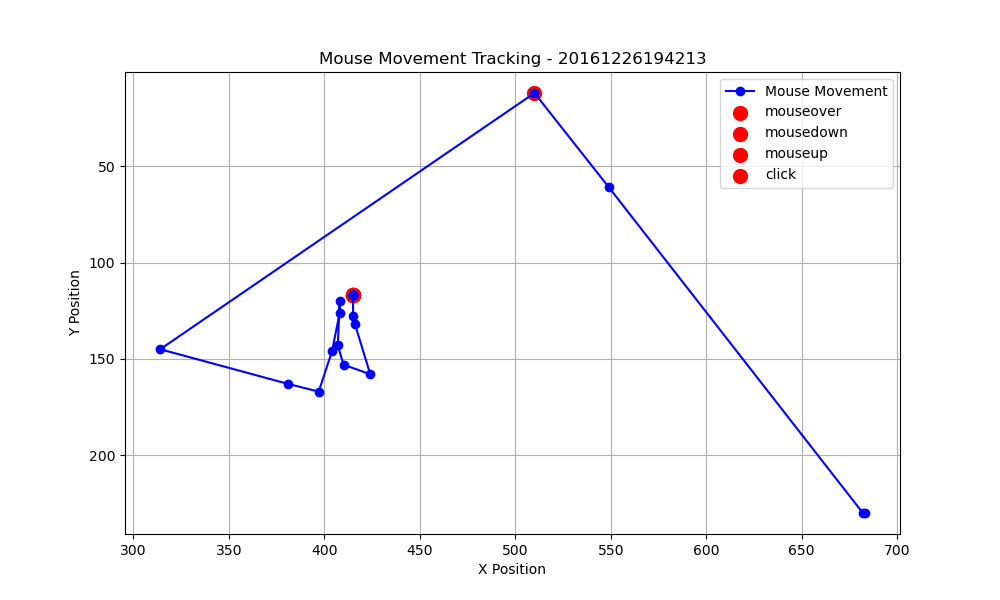 Mouse Movement Tracking - 20161226194213
Mouse Movement
mouseover
mousedown
mouseup
click
50
100
150
200
Y Position
300 350 400 450 500 550 600 650 700
X Position